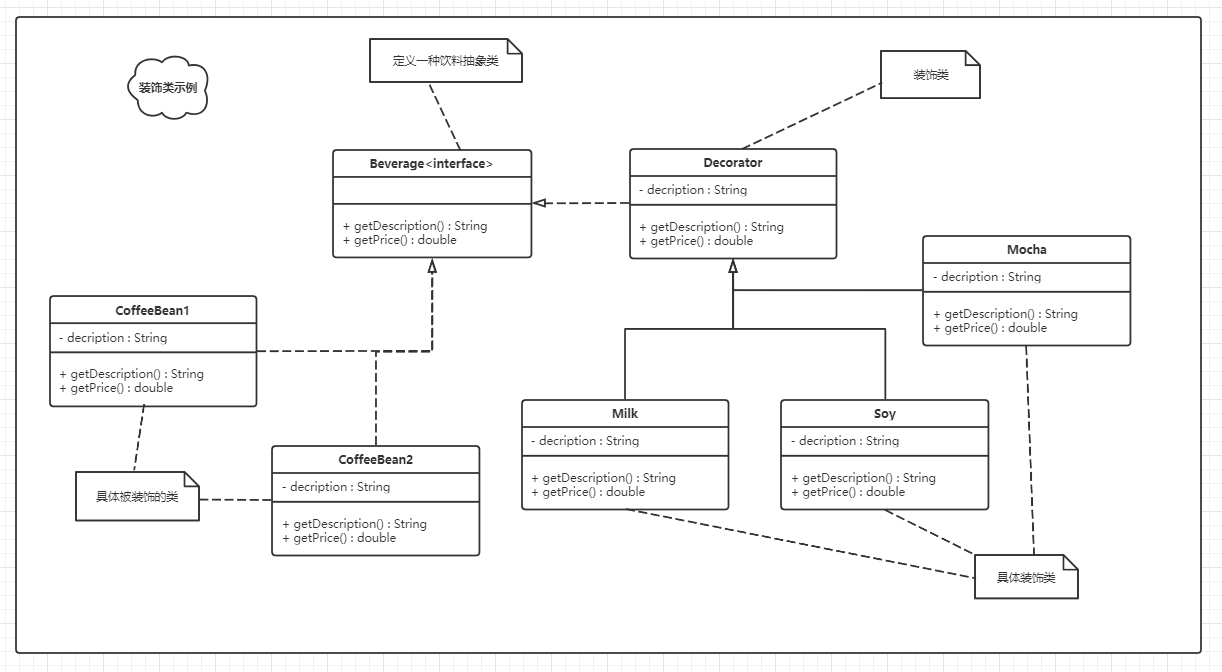 装饰类示例
定义一种饮料抽象类
装饰类
Beverage<interface>
+ getDescription() : String
+ getPrice() : double
Decorator
- decription : String
+ getDescription() : String
+ getPrice() : double
Mocha
- decription : String
+ getDescription() : String
+ getPrice() : double
CoffeeBean1
- decription : String
+ getDescription() : String
+ getPrice() : double
Milk
- decription : String
+ getDescription() : String
+ getPrice() : double
Soy
- decription : String
+ getDescription() : String
+ getPrice() : double
CoffeeBean2
- decription : String
+ getDescription() : String
+ getPrice() : double
具体被装饰的类
具体装饰类